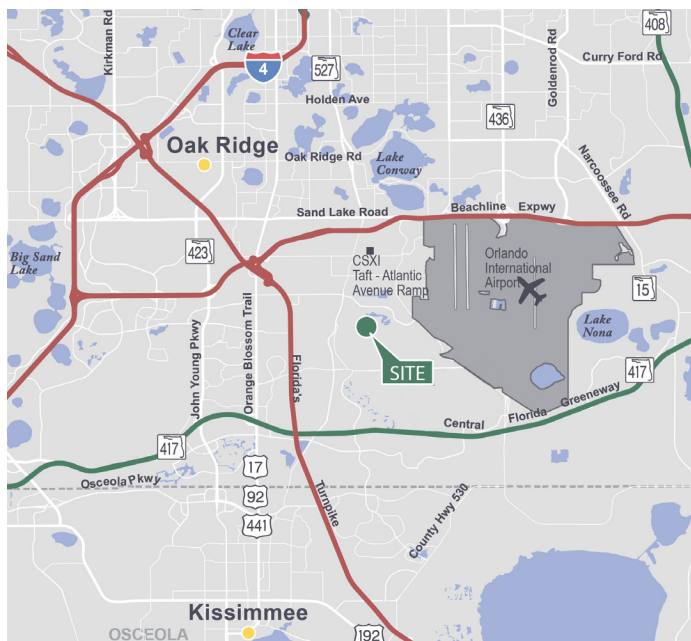 Kirkman Rd
Clear
Lake
4
527
408
Goldenrod Rd
Curry Ford Rd
Holden Ave
436
Oak Ridge
Oak Ridge Rd
Lake
Conway
Narcoossee Rd
Sand Lake Road
Beachline Expwy
423
Big Sand
Lake
CSXI
Taft - Atlantic
Avenue Ramp
Orlando
International
Airport
15
Lake
Nona
John Young Pkwy
Orange Blossom Trail
Florida's
SITE
417
Central Florida Greeneway
417
Osceola Pkwy
17
92
441
Turnpike
County Hwy 530
Kissimmee
OSCEOLA
192